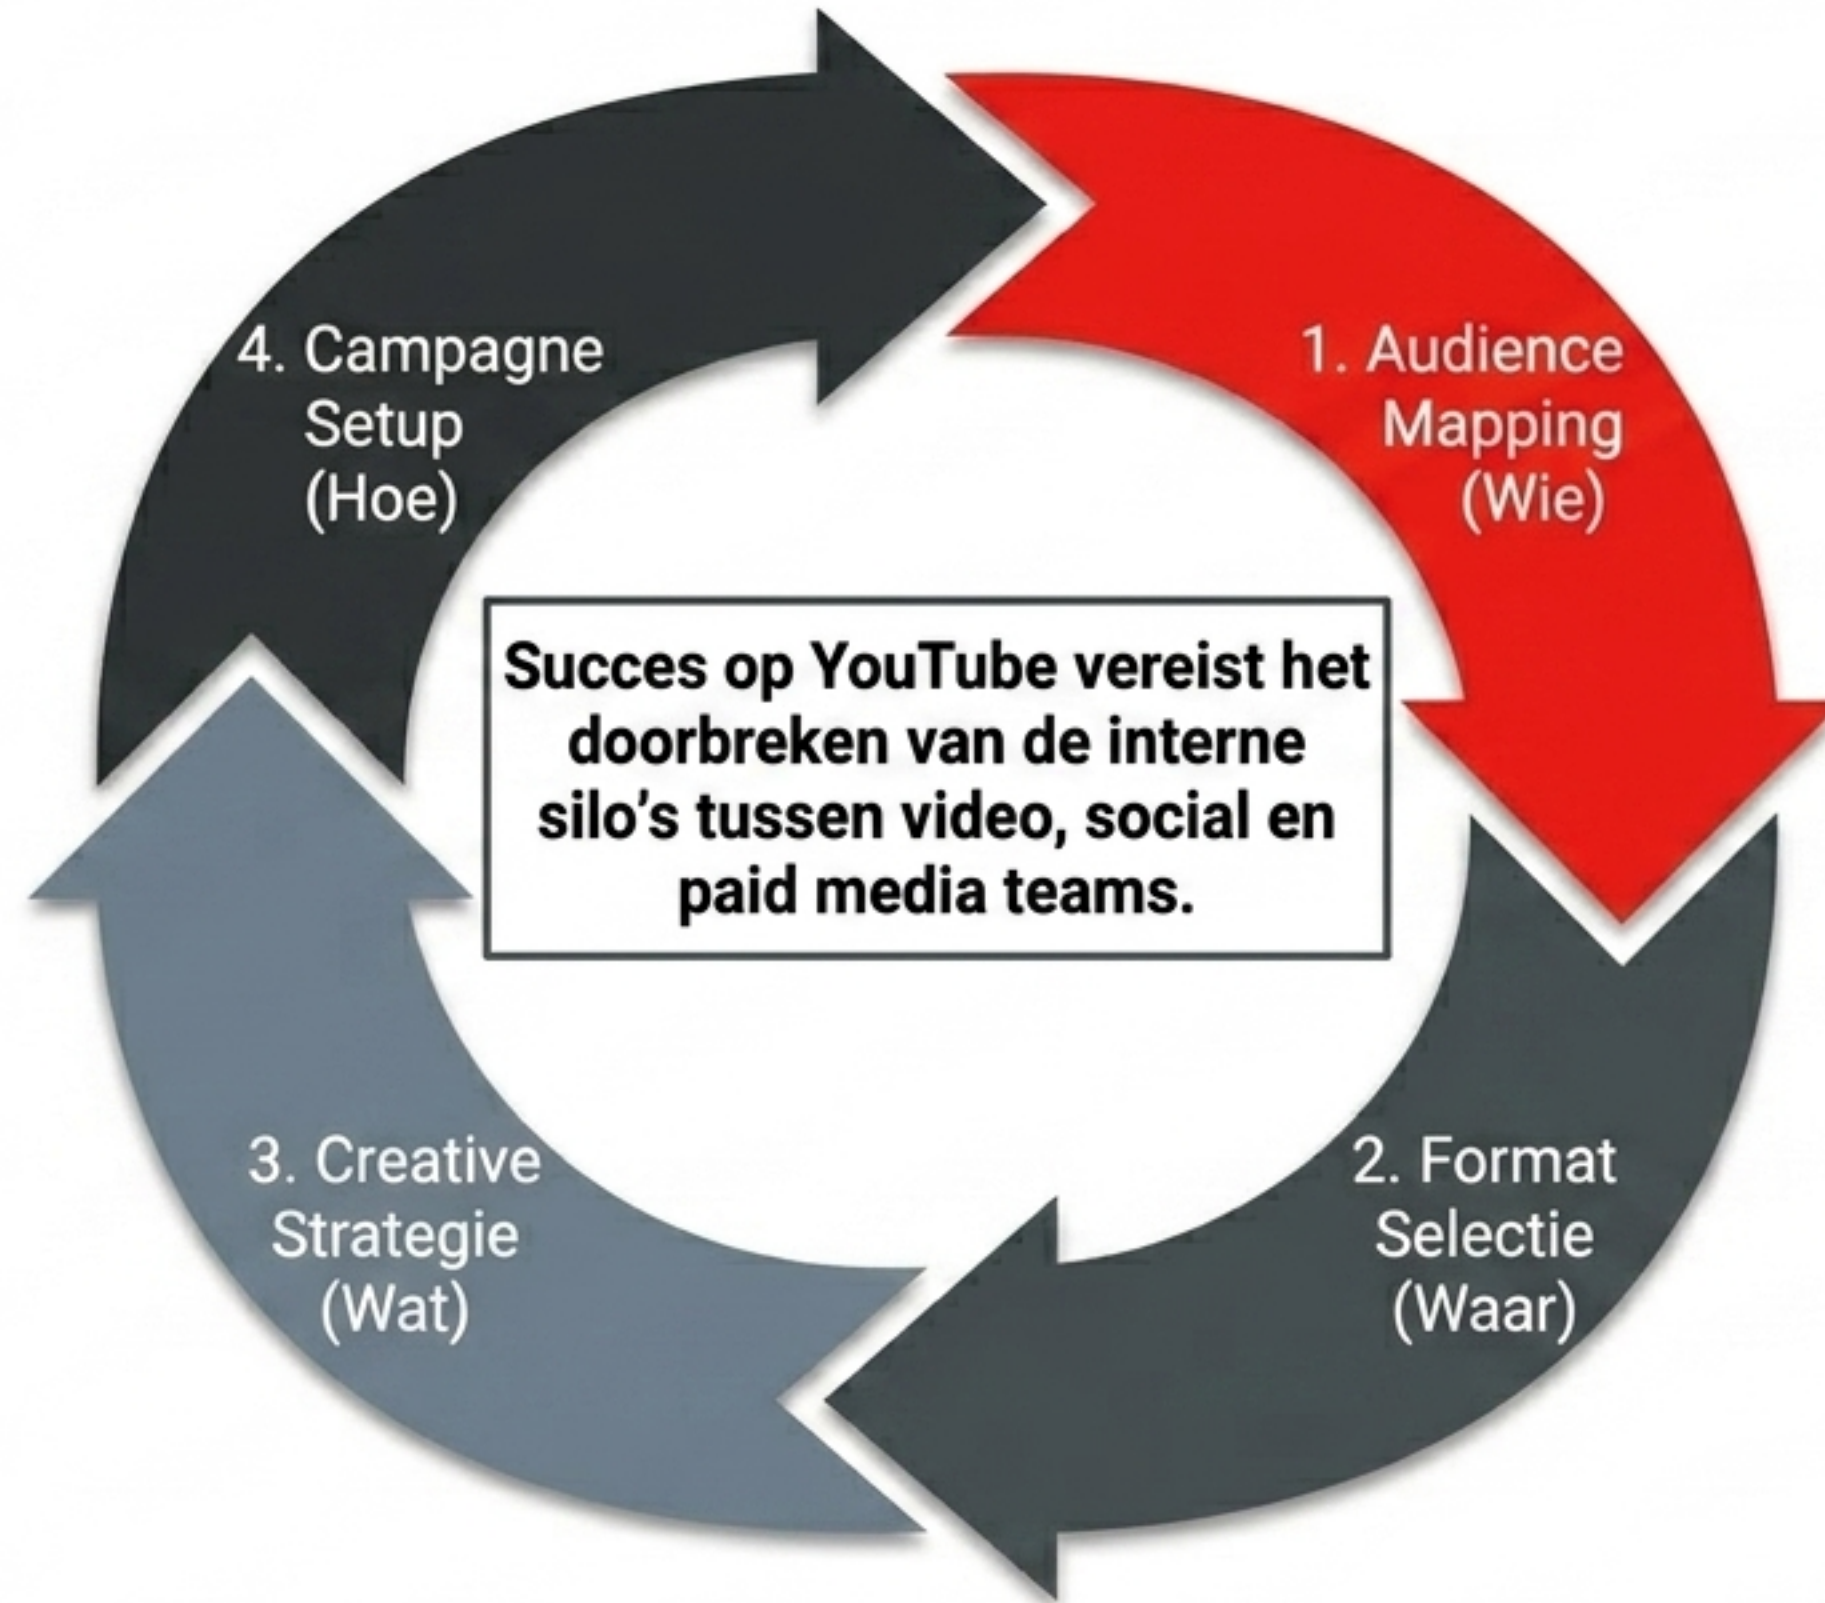 1. Audience
Mapping
(Wie)
2. Format
Selectie
(Waar)
3. Creative
Strategie
(Wat)
4. Campagne
Setup
(Hoe)
Succes op YouTube vereist het
doorbreken van de interne
silo's tussen video, social en
paid media teams.